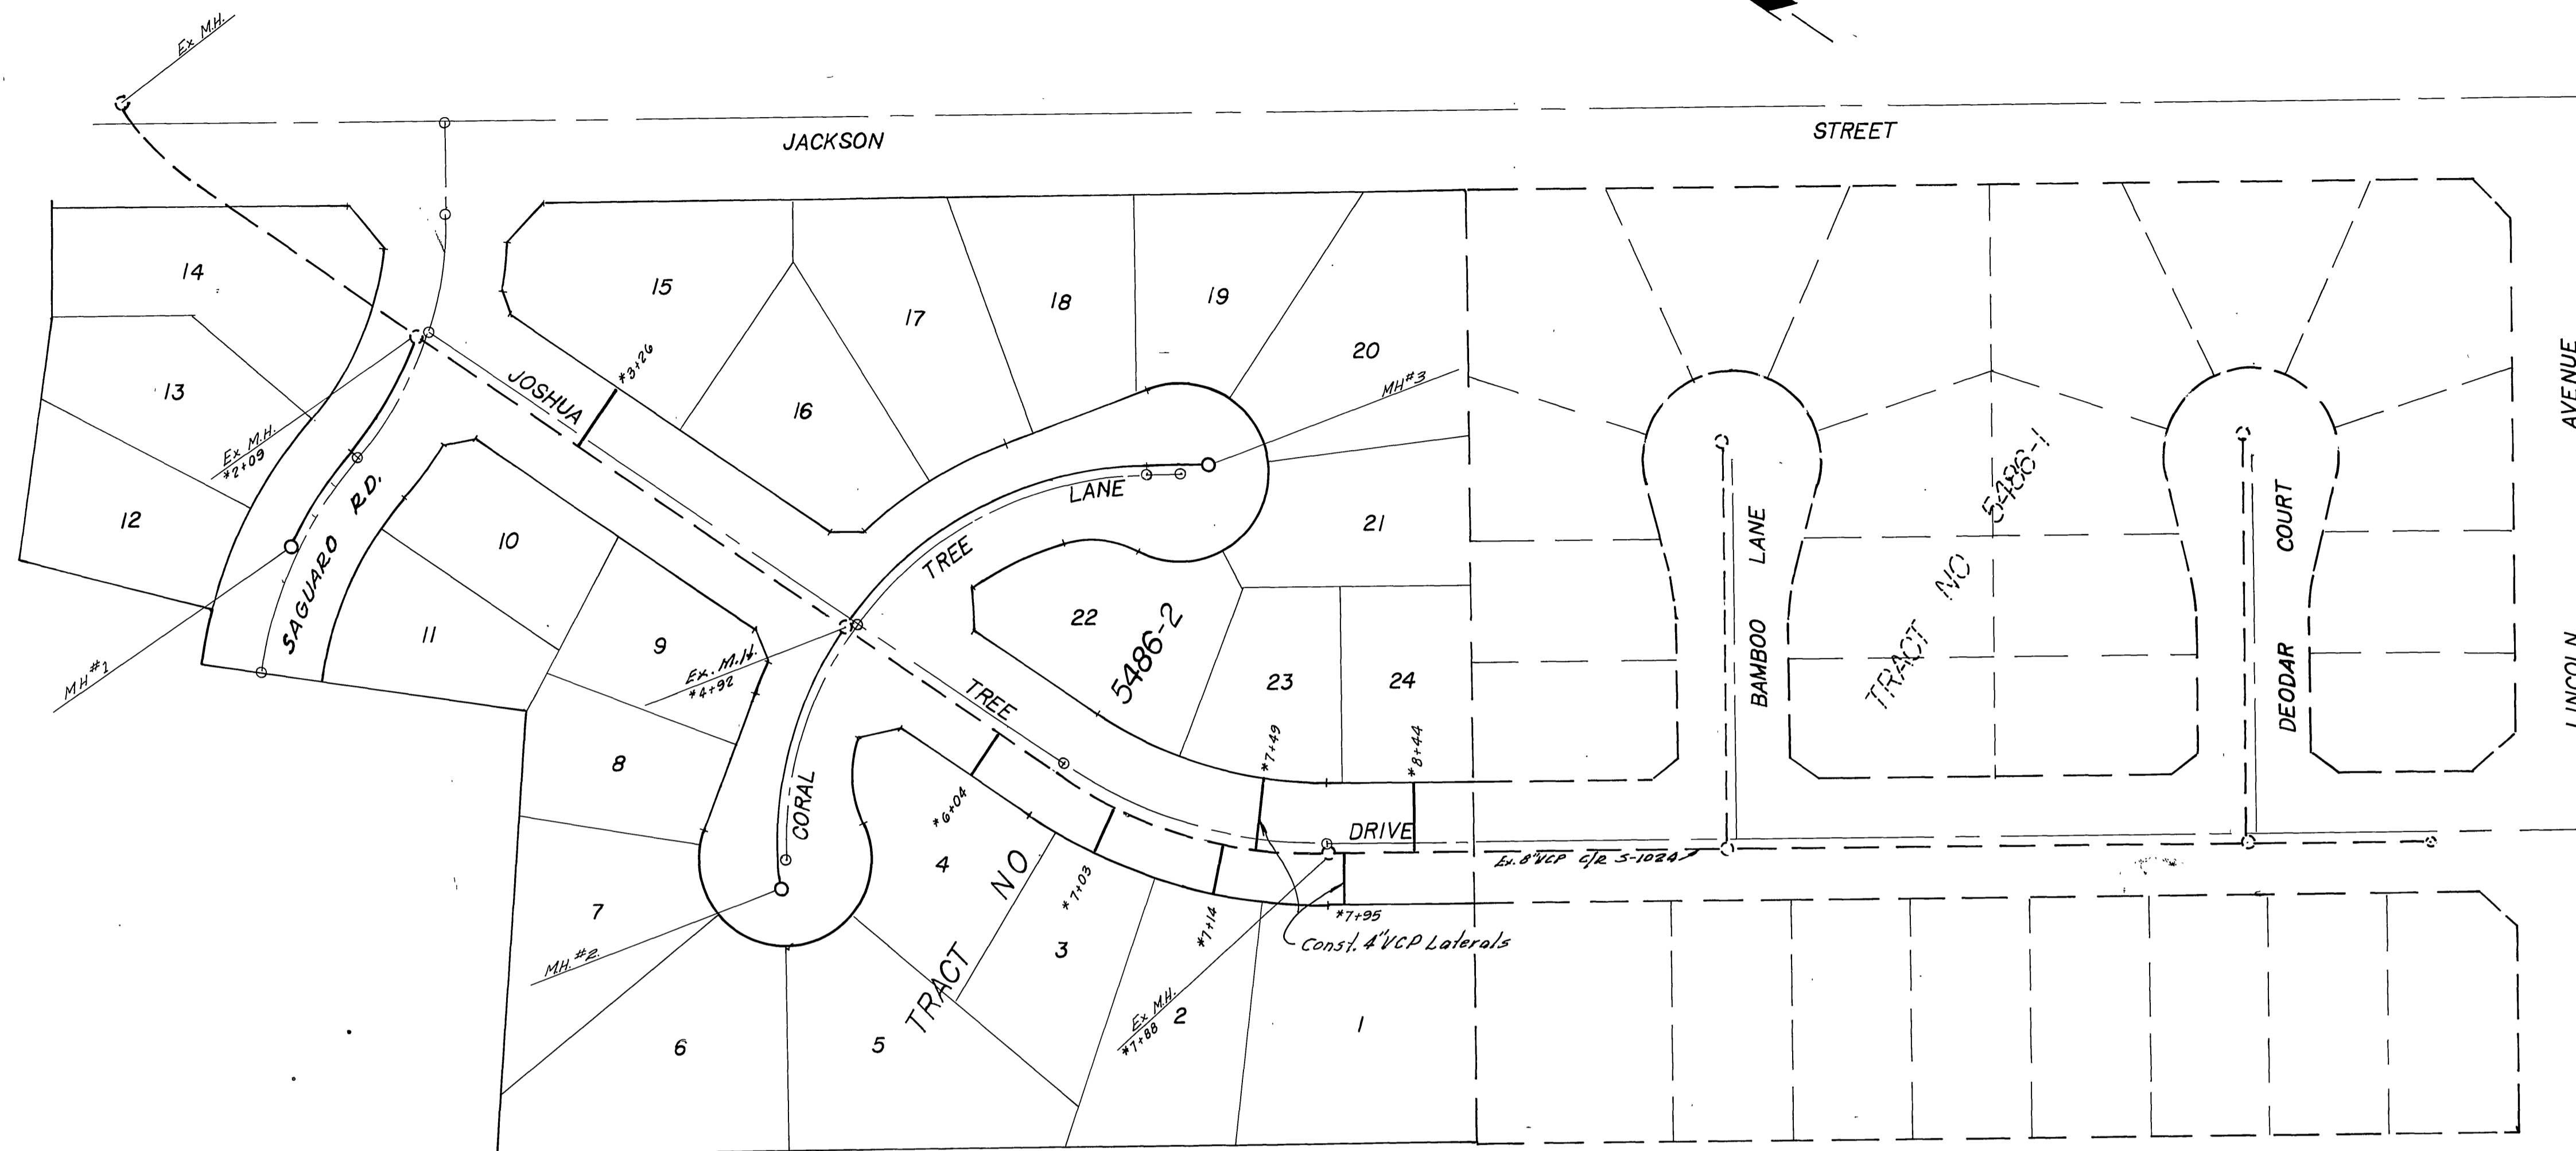 Ex M.H.
JACKSON STREET
14
15
19
17
18
*3+26
20
13
JOSHUA
MH#3
16
AVENUE
Ex M.H.
*2+09
5486-1
LANE
SAGUARO RD.
12
21
10
TREE
BAMBOO LANE
DEODAR COURT
NO
22
11
9
5486-2
TRACT
MH#1
Ex. M.H.
*4+92
23
24
LINCOLN
TREE
*7+49
*8+44
8
CORAL
*6+04
DRIVE
Ex. 8"VCP C/R S-1024
4
NO
*7+03
7
*7+95
*7+14
Const. 4"VCP Laterals
3
MH.#2.
TRACT
Ex M.H.
*7+88
2
1
6
5